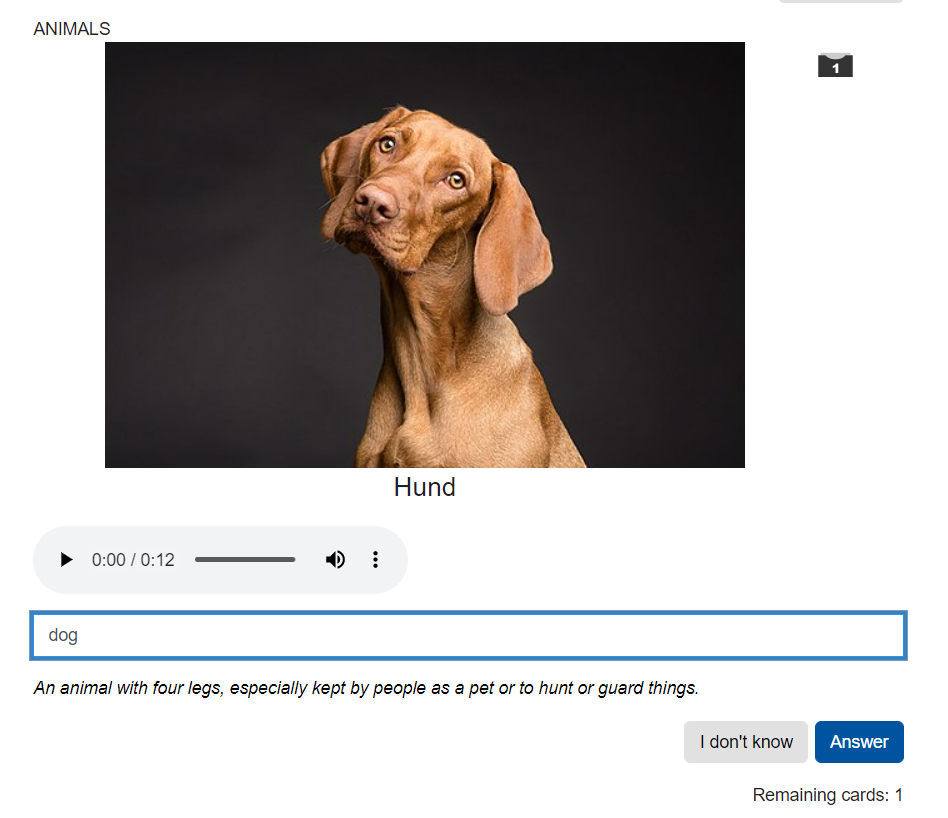 ANIMALS
1
Hund
0:00 / 0:12
dog
An animal with four legs, especially kept by people as a pet or to hunt or guard things.
I don't know
Answer
Remaining cards: 1